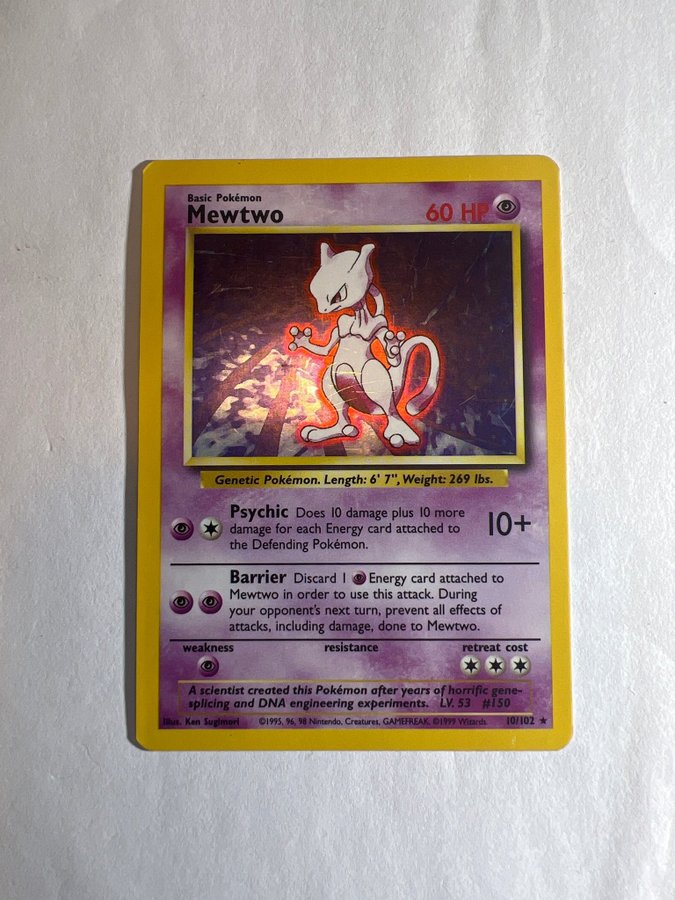 Basic Pokémon
Mewtwo 60 HP
Genetic Pokémon. Length: 6' 7", Weight: 269 lbs.
Psychic Does 10 damage plus 10 more
damage for each Energy card attached to
the Defending Pokémon.
10+
Barrier Discard 1 Energy card attached to
Mewtwo in order to use this attack. During
your opponent's next turn, prevent all effects of
attacks, including damage, done to Mewtwo.
weakness resistance retreat cost
A scientist created this Pokémon after years of horrific gene-
splicing and DNA engineering experiments. LV. 53 #150
Illus. Ken Sugimori ©1995, 96, 98 Nintendo, Creatures, GAMEFREAK. ©1999 Wizards. 10/102 ★